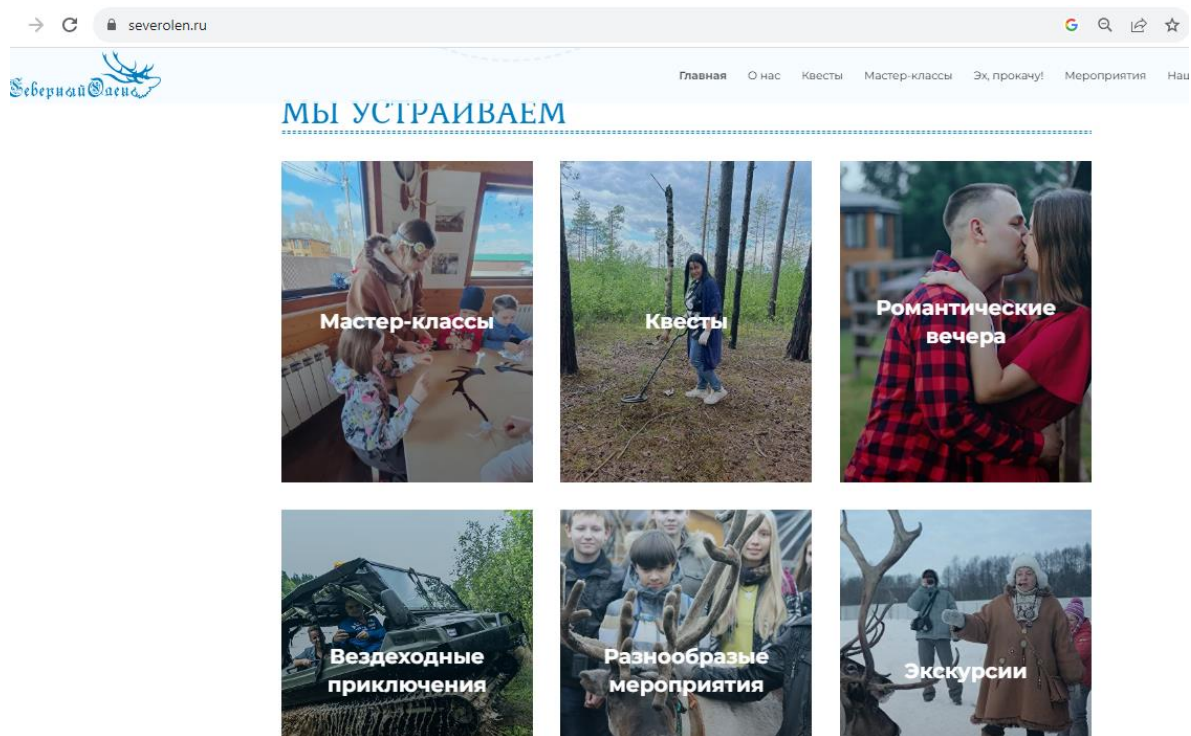 severolen.ru
Северный Олень
Главная О нас Квесты Мастер-классы Эх, прокачу! Мероприятия Наш
МЫ УСТРАИВАЕМ
Мастер-классы
Квесты
Романтические
вечера
Вездеходные
приключения
Разнообразые
мероприятия
Экскурсии